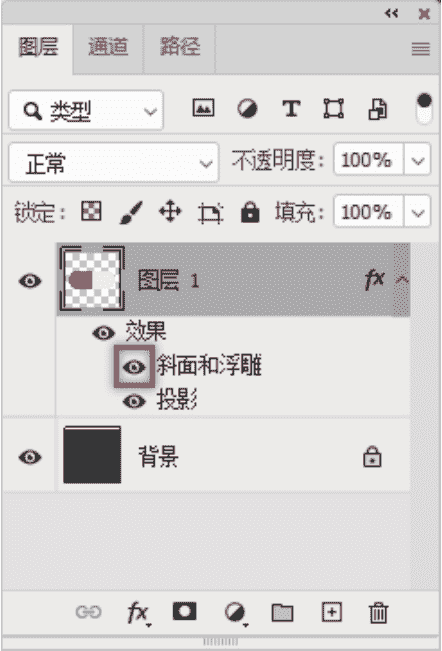 图层 通道 路径
类型 T
正常 不透明度: 100%
锁定: 填充: 100%
图层 1 fx
效果
斜面和浮雕
投影
背景
fx